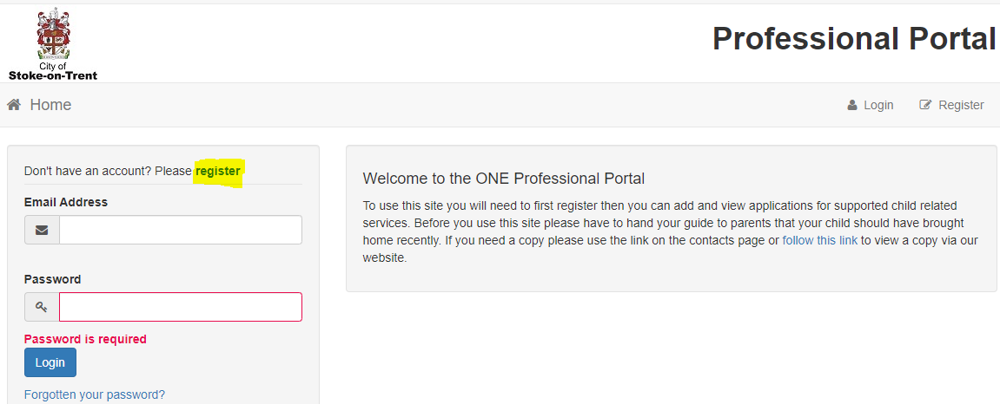 City of
Stoke-on-Trent
Professional Portal
Home
Login
Register
Don't have an account? Please register
Email Address
Password
Password is required
Login
Forgotten your password?
Welcome to the ONE Professional Portal
To use this site you will need to first register then you can add and view applications for supported child related
services. Before you use this site please have to hand your guide to parents that your child should have brought
home recently. If you need a copy please use the link on the contacts page or follow this link to view a copy via our
website.